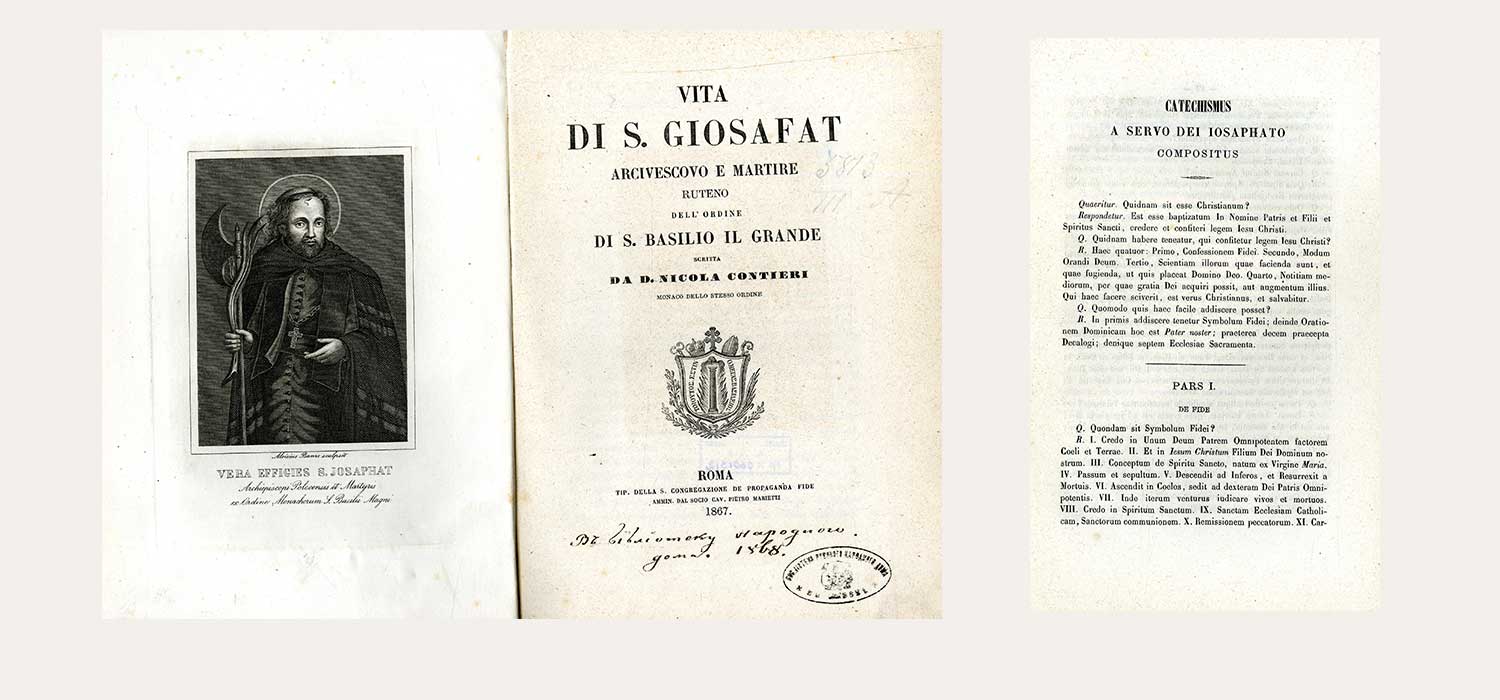 Aloisius Banni sculpsit
VERA EFFIGIES S. JOSAPHAT
Archiepiscopi Polocensis et Martyris
ex Ordine Monachorum S. Basilii Magni
VITA
DI S. GIOSAFAT
ARCIVESCOVO E MARTIRE
RUTENO
DELL' ORDINE
DI S. BASILIO IL GRANDE
SCRITTA
DA D. NICOLA CONTIERI
MONACO DELLO STESSO ORDINE
ROMA
TIP. DELLA S. CONGREGAZIONE DE PROPAGANDA FIDE
AMMIN. DAL SOCIO CAV. PIETRO MARIETTI
1867.
Въ библіотеку народного
дома. 1868.
CATECHISMUS
A SERVO DEI IOSAPHATO
COMPOSITUS
Quaeritur. Quidnam sit esse Christianum?
Respondetur. Est esse baptizatum In Nomine Patris et Filii et
Spiritus Sancti, credere et confiteri legem Iesu Christi.
Q. Quidnam habere teneatur, qui confitetur legem Iesu Christi?
R. Haec quatuor: Primo, Confessionem Fidei. Secundo, Modum
Orandi Deum. Tertio, Scientiam illorum quae facienda sunt, et
quae fugienda, ut quis placeat Domino Deo. Quarto, Notitiam me-
diorum, per quae gratia Dei acquiri possit, aut augmentum illius.
Qui haec facere sciverit, est verus Christianus, et salvabitur.
Q. Quomodo quis haec facile addiscere posset?
R. In primis addiscere tenetur Symbolum Fidei; deinde Oratio-
nem Dominicam hoc est Pater noster; praeterea decem praecepta
Decalogi; denique septem Ecclesiae Sacramenta.
PARS I.
DE FIDE
Q. Quondam sit Symbolum Fidei?
R. I. Credo in Unum Deum Patrem Omnipotentem factorem
Coeli et Terrae. II. Et in Iesum Christum Filium Dei Dominum no-
strum. III. Conceptum de Spiritu Sancto, natum ex Virgine Maria.
IV. Passum et sepultum. V. Descendit ad Inferos, et Resurrexit a
Mortuis. VI. Ascendit in Coelos, sedit ad dexteram Dei Patris Omni-
potentis. VII. Inde iterum venturus iudicare vivos et mortuos.
VIII. Credo in Spiritum Sanctum. IX. Sanctam Ecclesiam Catholi-
cam, Sanctorum communionem. X. Remissionem peccatorum. XI. Car-